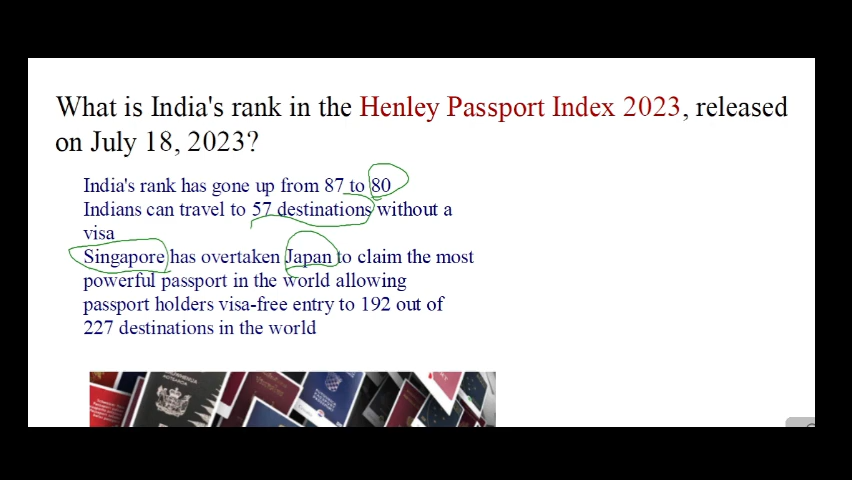 What is India's rank in the Henley Passport Index 2023, released
on July 18, 2023?
India's rank has gone up from 87 to 80
Indians can travel to 57 destinations without a
visa
Singapore has overtaken Japan to claim the most
powerful passport in the world allowing
passport holders visa-free entry to 192 out of
227 destinations in the world